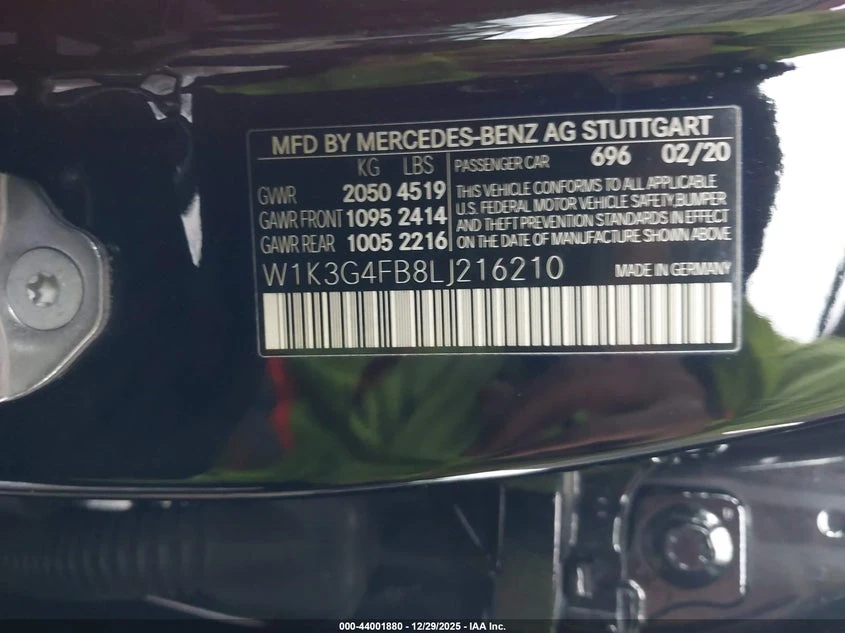 MFD BY MERCEDES-BENZ AG STUTTGART
KG LBS
GVWR 2050 4519
GAWR FRONT 1095 2414
GAWR REAR 1005 2216
PASSENGER CAR 696 02/20
THIS VEHICLE CONFORMS TO ALL APPLICABLE
U.S. FEDERAL MOTOR VEHICLE SAFETY,BUMPER
AND THEFT PREVENTION STANDARDS IN EFFECT
ON THE DATE OF MANUFACTURE SHOWN ABOVE
W1K3G4FB8LJ216210 MADE IN GERMANY
000-44001880 - 12/29/2025 - IAA Inc.